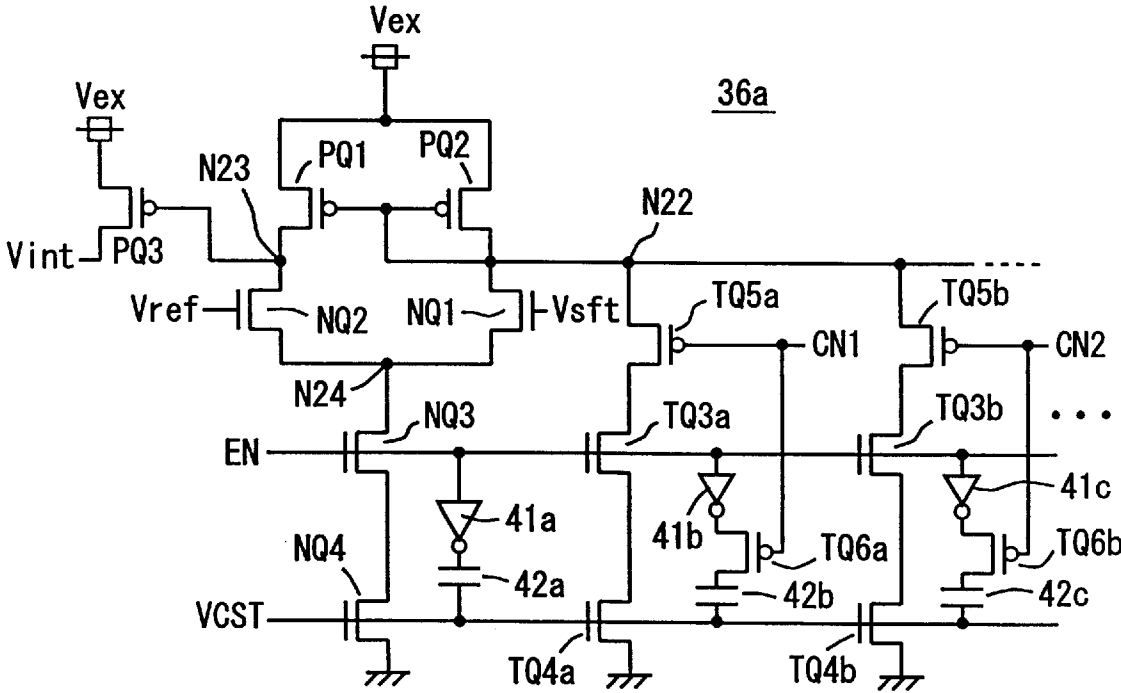 Vex
36a
Vex
PQ1
PQ2
N23
N22
Vint
PQ3
TQ5a
TQ5b
Vref
NQ2
NQ1
Vsft
CN1
CN2
N24
NQ3
TQ3a
TQ3b
• • •
EN
41a
41b
41c
NQ4
42a
TQ6a
TQ6b
42b
42c
VCST
TQ4a
TQ4b